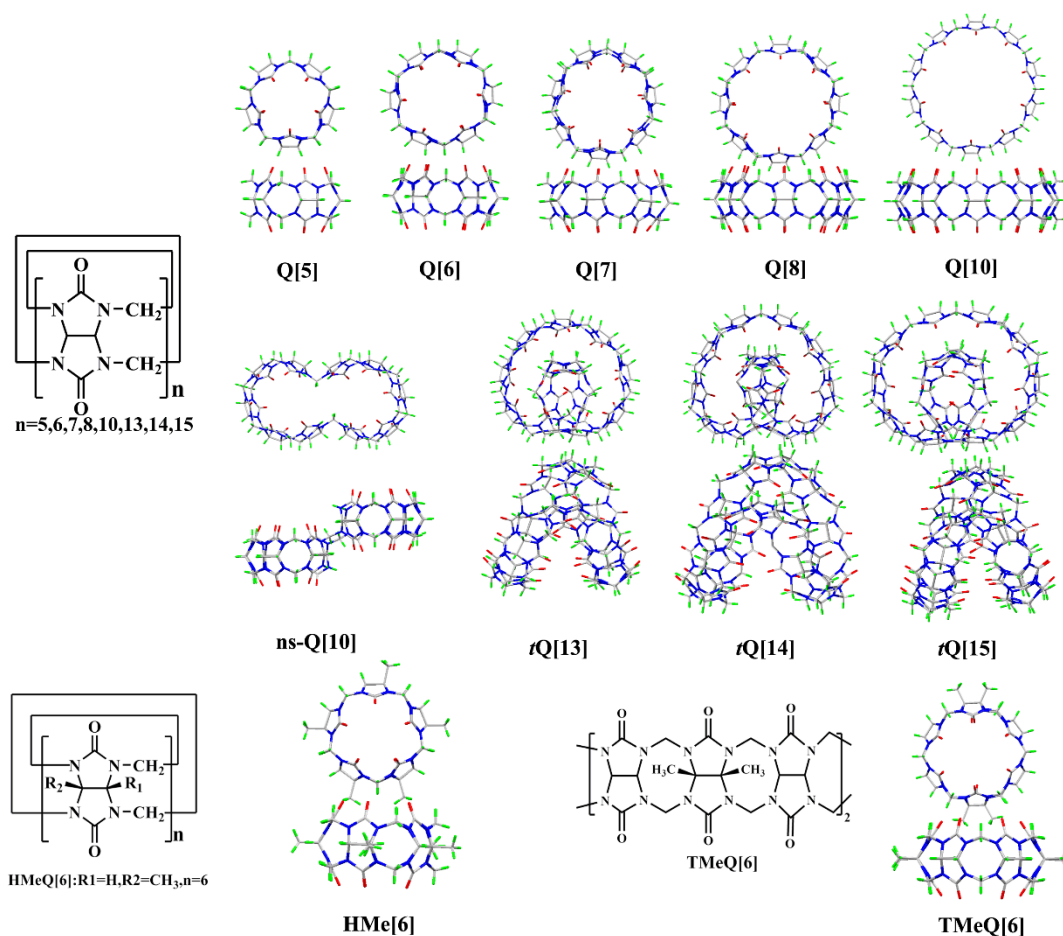 Q[5]
Q[6]
Q[7]
Q[8]
Q[10]
O
N
N
CH2
N
N
CH2
O
n
n=5,6,7,8,10,13,14,15
ns-Q[10]
tQ[13]
tQ[14]
tQ[15]
O
N
N
CH2
R2
R1
N
N
CH2
O
n
HMeQ[6]:R1=H,R2=CH3,n=6
HMe[6]
O
O
O
N
N
N
N
N
N
H3C
CH3
N
N
N
N
N
N
2
O
O
O
TMeQ[6]
TMeQ[6]